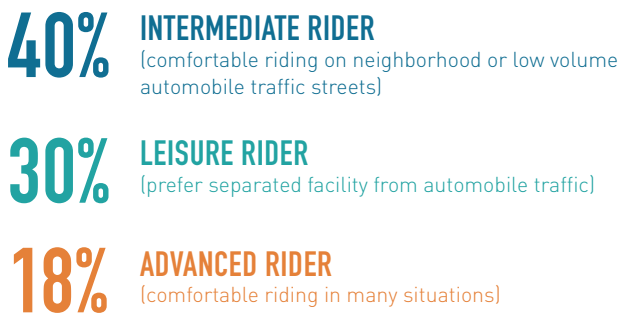 40% INTERMEDIATE RIDER
(comfortable riding on neighborhood or low volume
automobile traffic streets)
30% LEISURE RIDER
(prefer separated facility from automobile traffic)
18% ADVANCED RIDER
(comfortable riding in many situations)